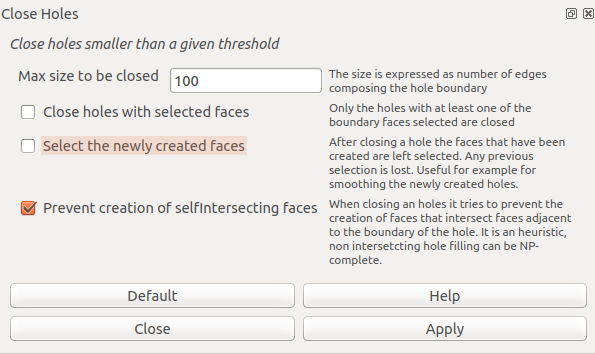 Close Holes
Close holes smaller than a given threshold
Max size to be closed
100
The size is expressed as number of edges
composing the hole boundary
Close holes with selected faces
Only the holes with at least one of the
boundary faces selected are closed
Select the newly created faces
After closing a hole the faces that have been
created are left selected. Any previous
selection is lost. Useful for example for
smoothing the newly created holes.
Prevent creation of selfIntersecting faces
When closing an holes it tries to prevent the
creation of faces that intersect faces adjacent
to the boundary of the hole. It is an heuristic,
non intersetcting hole filling can be NP-
complete.
Default
Help
Close
Apply